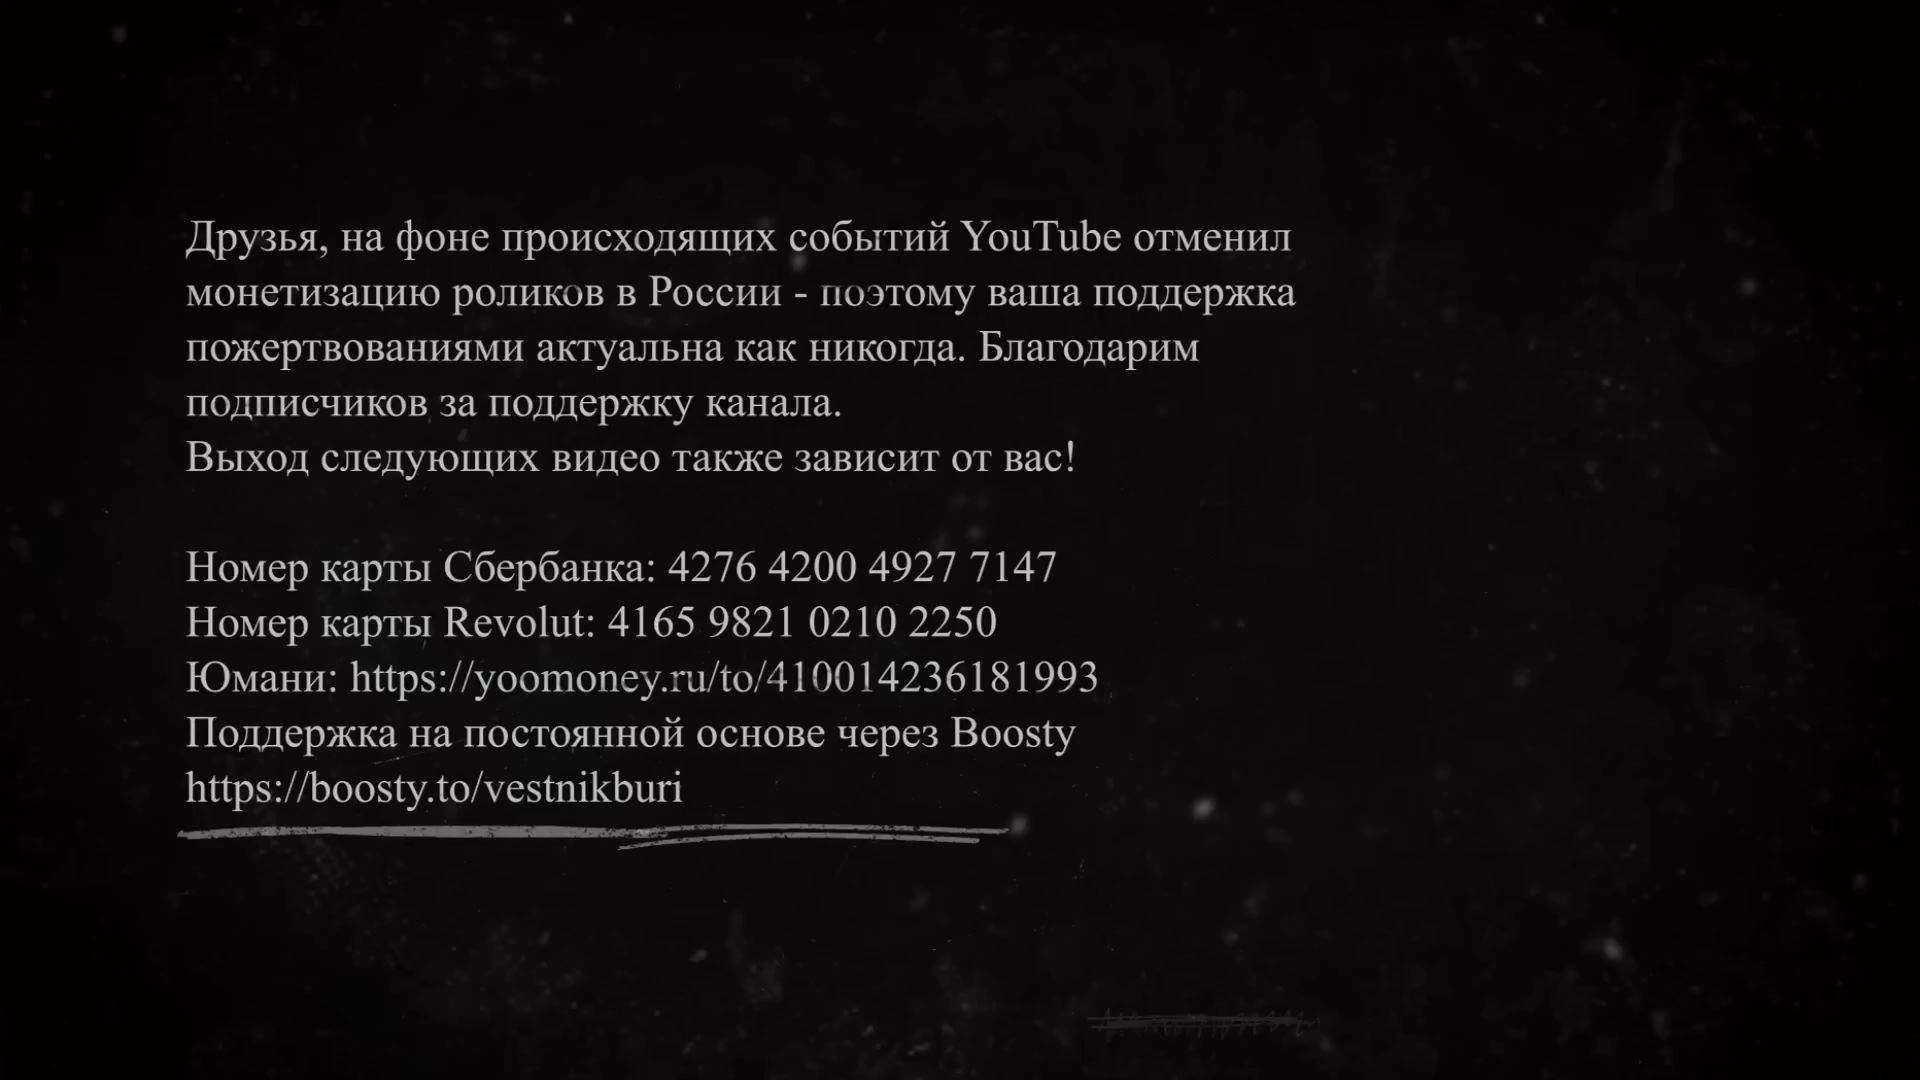 Друзья, на фоне происходящих событий YouTube отменил
монетизацию роликов в России - поэтому ваша поддержка
пожертвованиями актуальна как никогда. Благодарим
подписчиков за поддержку канала.
Выход следующих видео также зависит от вас!
Номер карты Сбербанка: 4276 4200 4927 7147
Номер карты Revolut: 4165 9821 0210 2250
Юмани: https://yoomoney.ru/to/410014236181993
Поддержка на постоянной основе через Boosty
https://boosty.to/vestnikburi